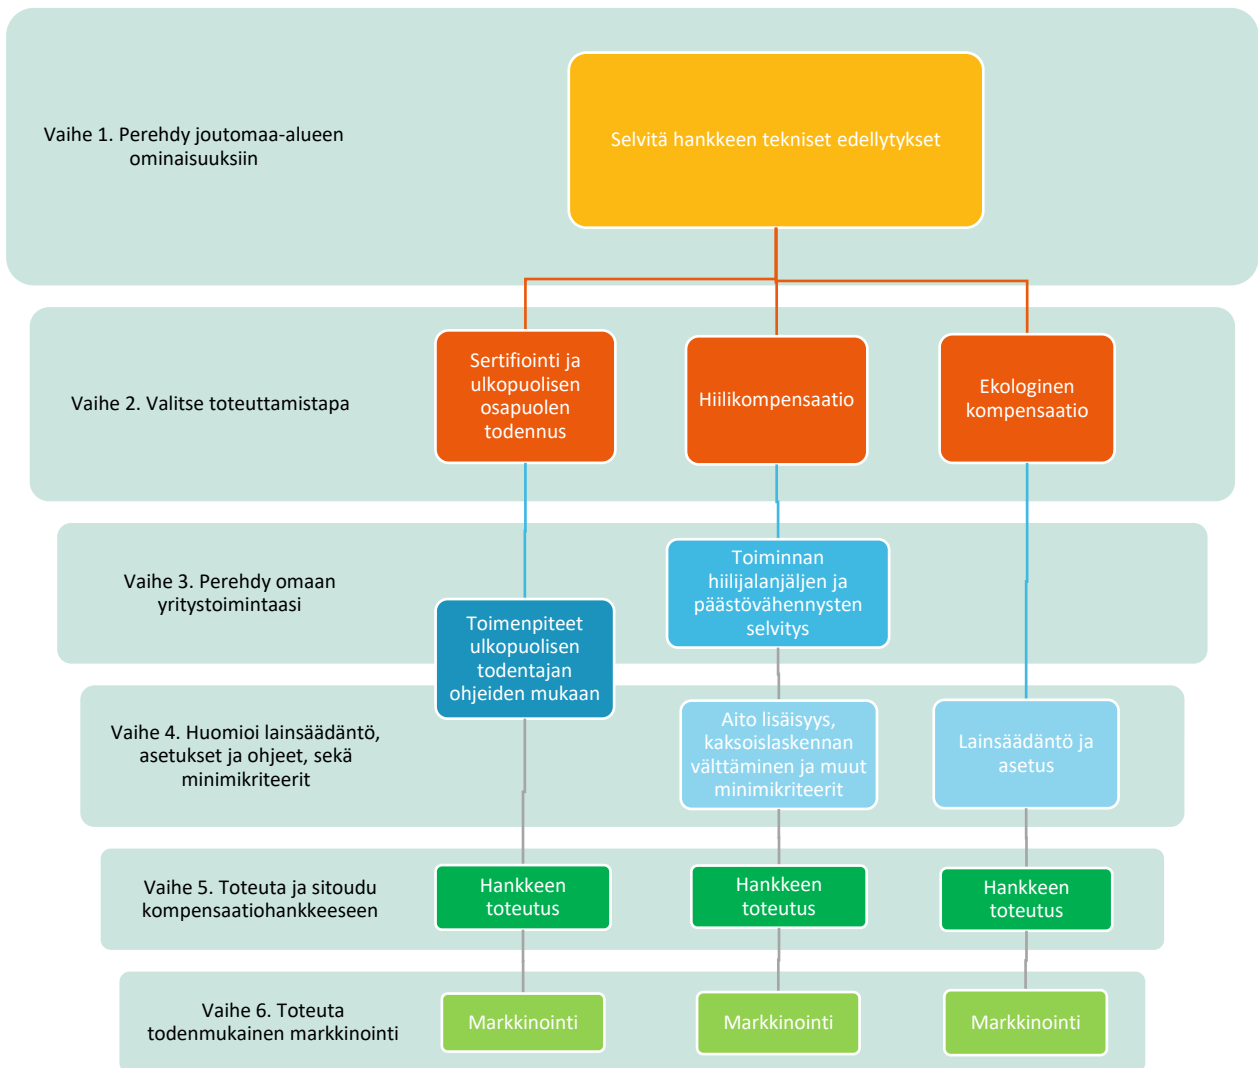 Vaihe 1. Perehdy joutomaa-alueen
ominaisuuksiin
Selvitä hankkeen tekniset edellytykset
Vaihe 2. Valitse toteuttamistapa
Sertifiointi ja
ulkopuolisen
osapuolen
todennus
Hiilikompensaatio
Ekologinen
kompensaatio
Vaihe 3. Perehdy omaan
yritystoimintaasi
Toimenpiteet
ulkopuolisen
todentajan
ohjeiden mukaan
Toiminnan
hiilijalanjäljen ja
päästövähennysten
selvitys
Vaihe 4. Huomioi lainsäädäntö,
asetukset ja ohjeet, sekä
minimikriteerit
Aito lisäisyys,
kaksoislaskennan
välttäminen ja muut
minimikriteerit
Lainsäädäntö ja
asetus
Vaihe 5. Toteuta ja sitoudu
kompensaatiohankkeeseen
Hankkeen
toteutus
Hankkeen
toteutus
Hankkeen
toteutus
Vaihe 6. Toteuta
todenmukainen markkinointi
Markkinointi
Markkinointi
Markkinointi